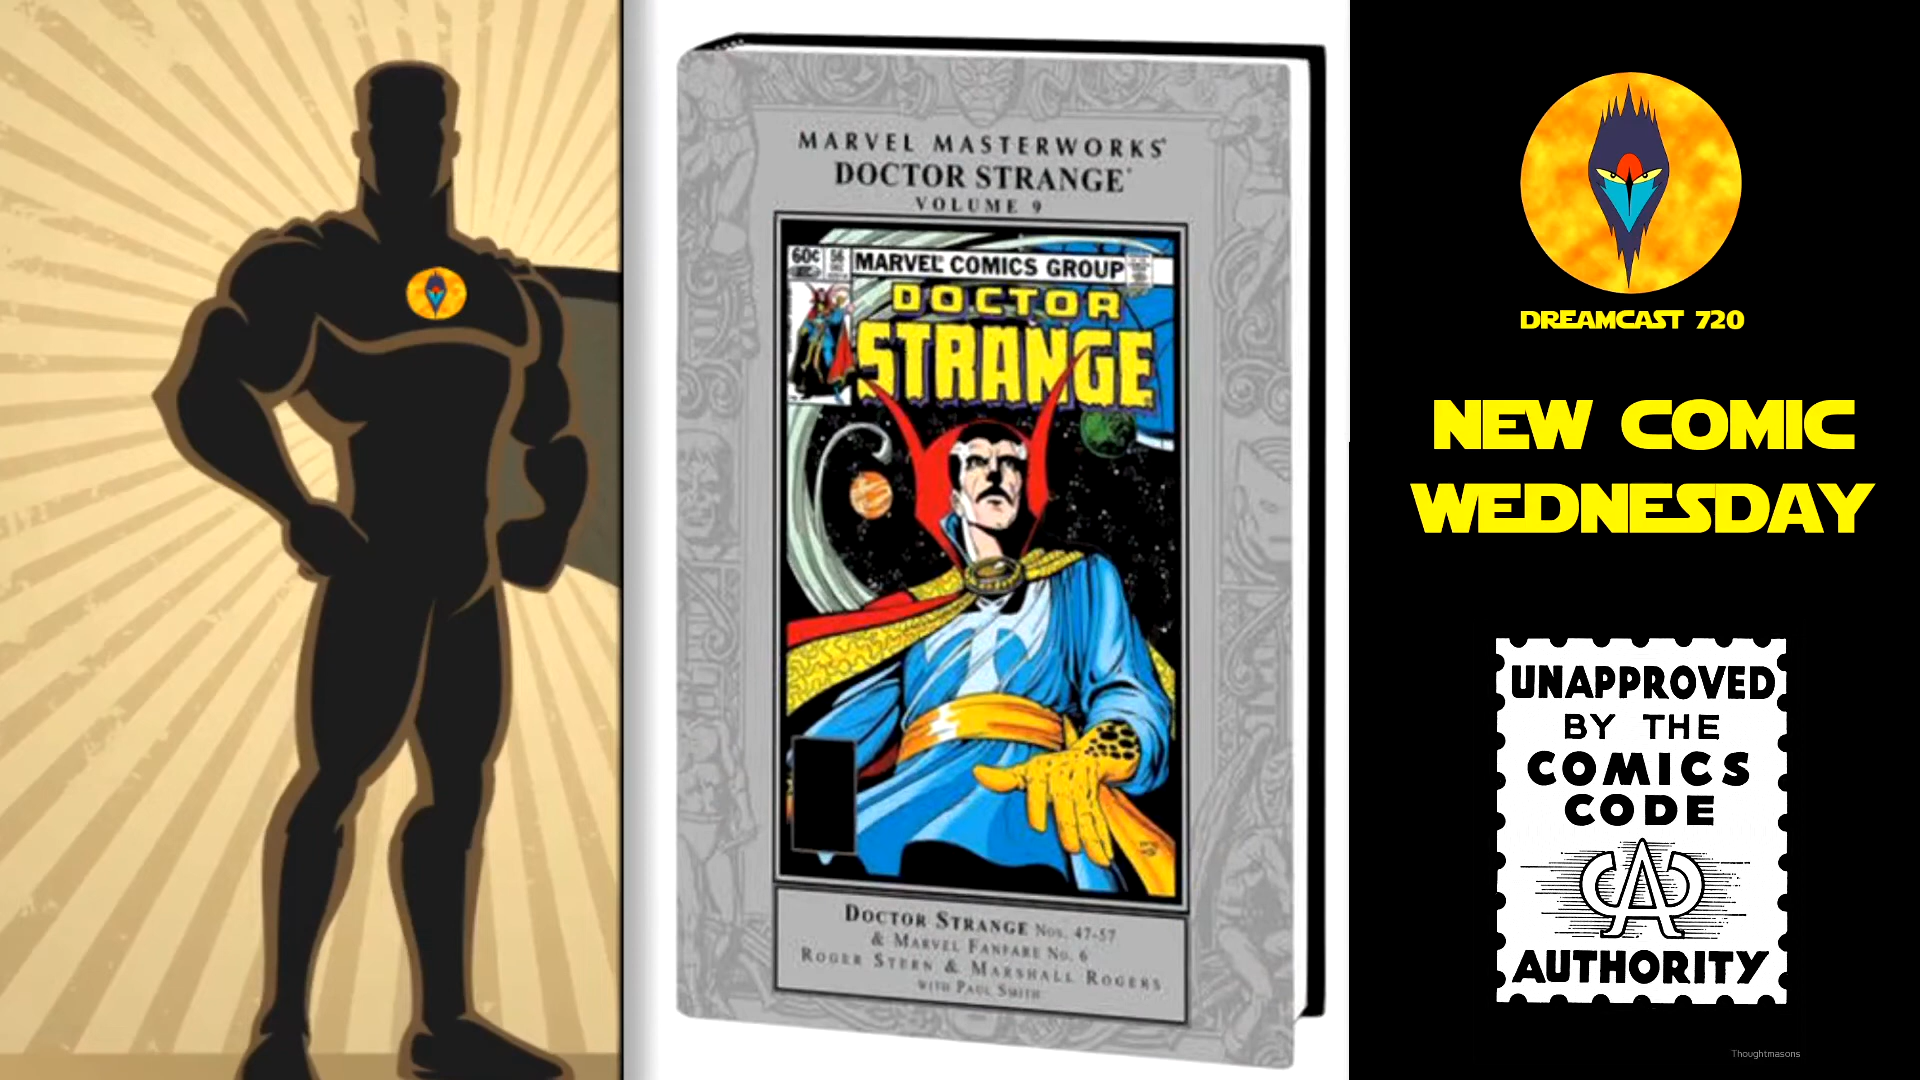 MARVEL MASTERWORKS
DOCTOR STRANGE
VOLUME 9
60¢
56
DEC
MARVEL COMICS GROUP
DOCTOR
STRANGE
DOCTOR STRANGE NOS. 47-57
& MARVEL FANFARE NO. 6
ROGER STERN & MARSHALL ROGERS
WITH PAUL SMITH
DREAMCAST 720
NEW COMIC
WEDNESDAY
UNAPPROVED
BY THE
COMICS
CODE
CA
AUTHORITY
Thoughtmasons